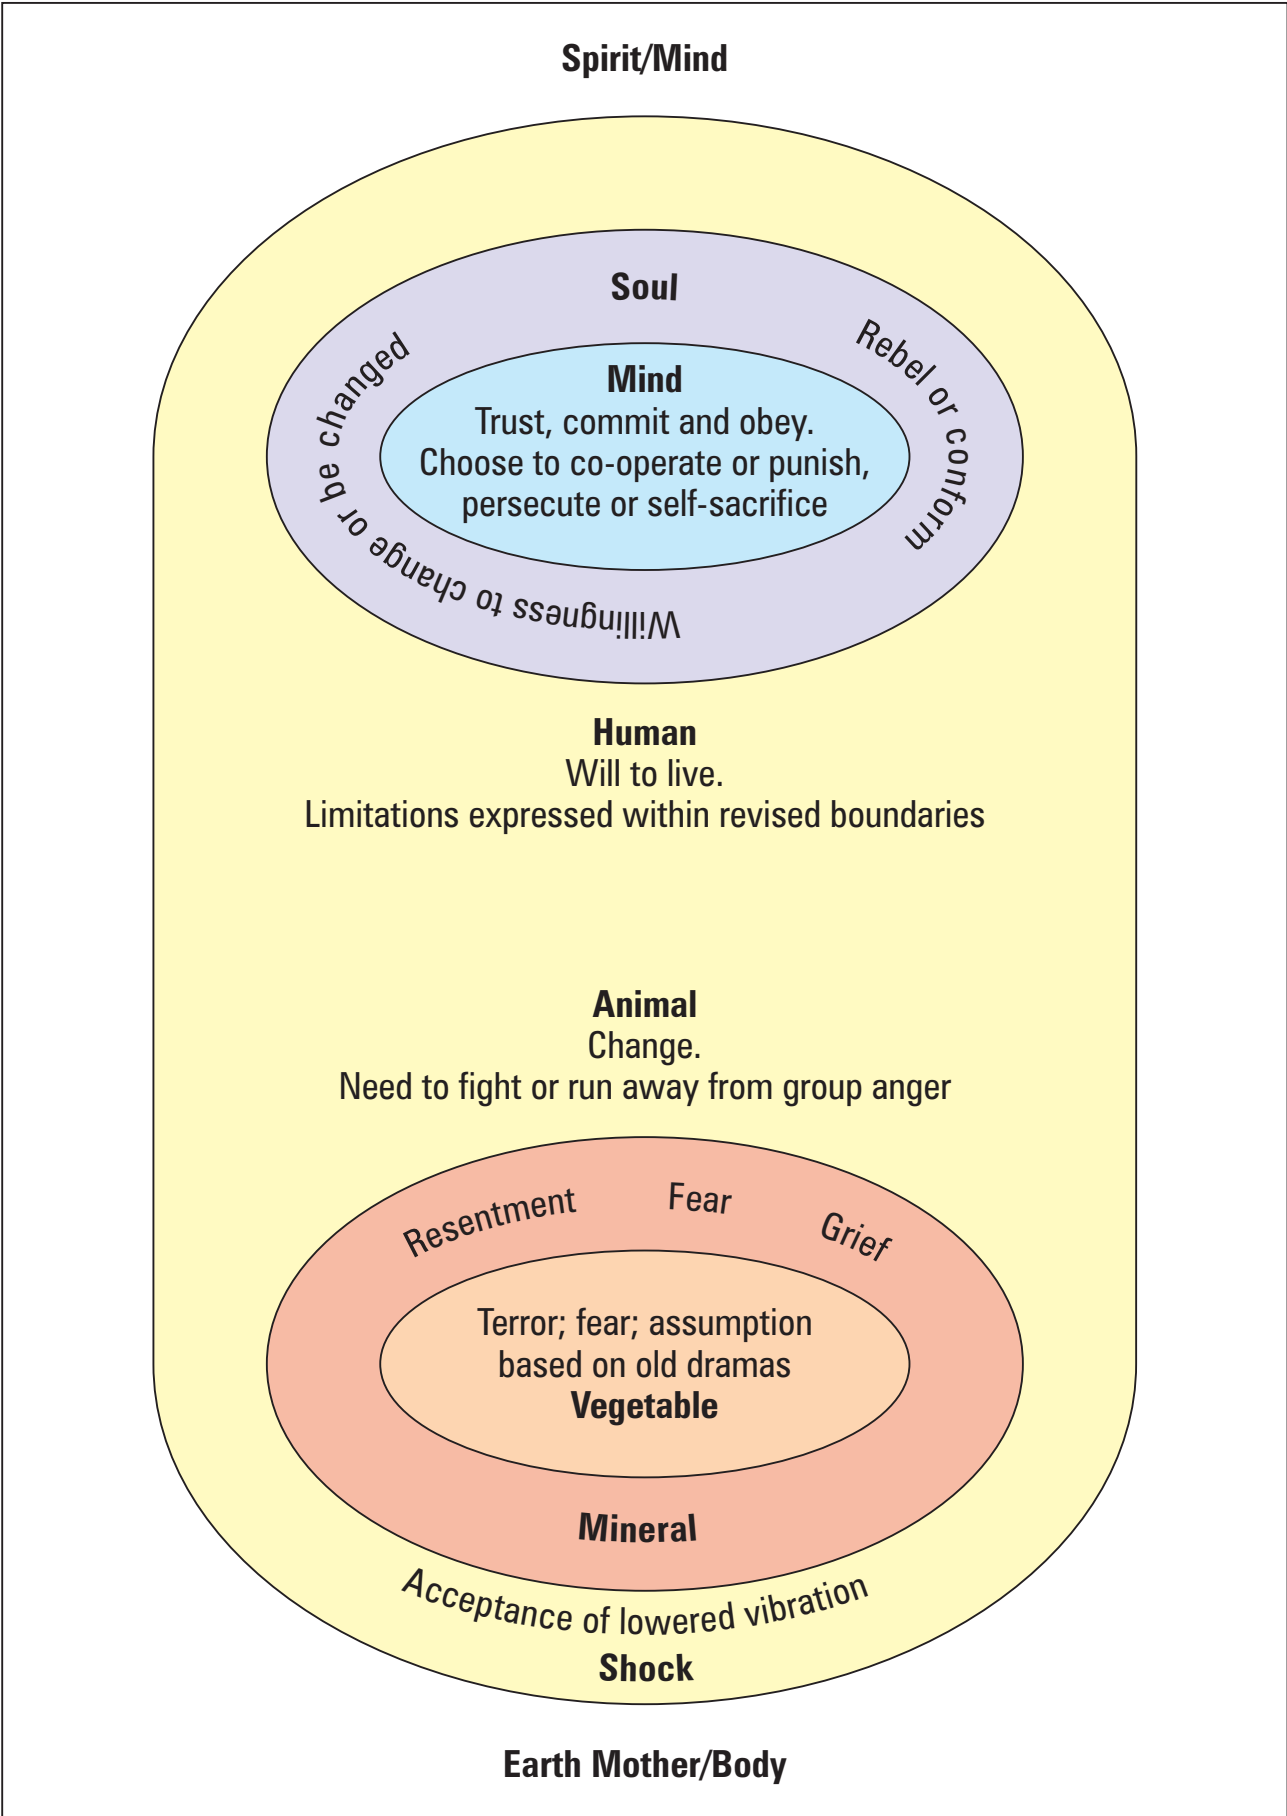 Spirit/Mind
Soul
Willingness to change or be changed
Rebel or conform
Mind
Trust, commit and obey.
Choose to co-operate or punish,
persecute or self-sacrifice
Human
Will to live.
Limitations expressed within revised boundaries
Animal
Change.
Need to fight or run away from group anger
Resentment Fear Grief
Terror; fear; assumption
based on old dramas
Vegetable
Mineral
Acceptance of lowered vibration
Shock
Earth Mother/Body